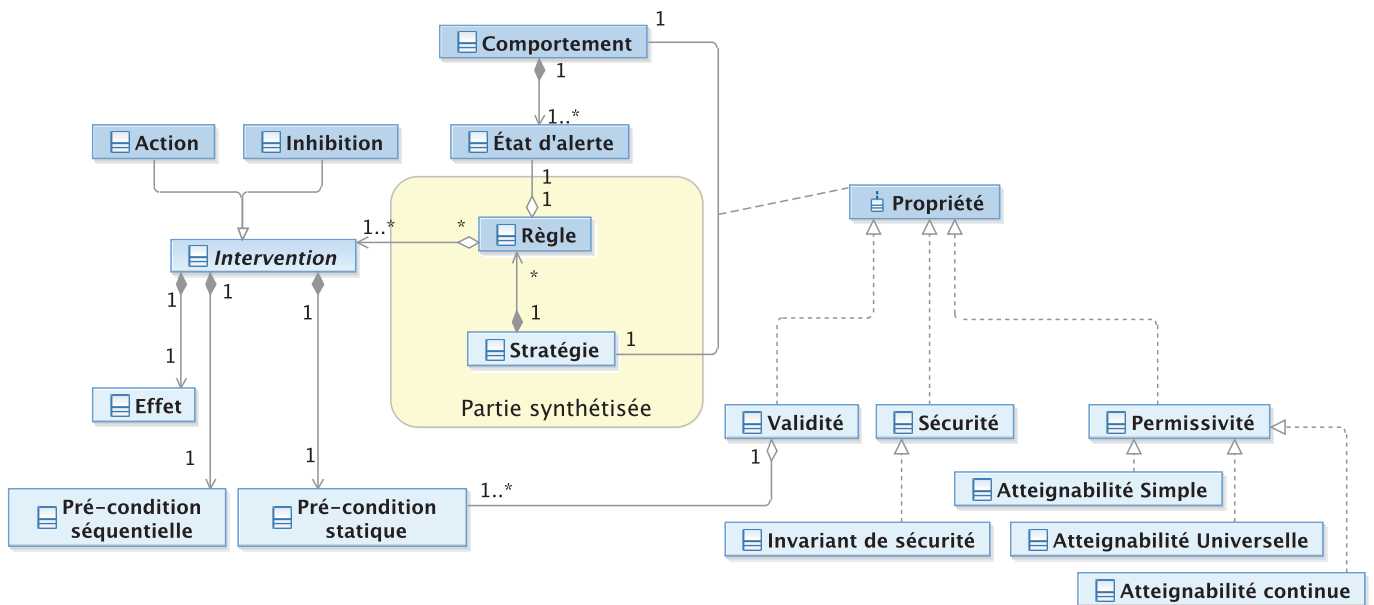 1
Comportement
1
1..*
Action
Inhibition
État d'alerte
1
1
Propriété
1..*
*
Règle
Intervention
*
1
1
1
1
1
Stratégie
1
1
Effet
Partie synthétisée
Validité
Sécurité
Permissivité
1
1
1
1..*
Atteignabilité Simple
Pré-condition
séquentielle
Pré-condition
statique
Invariant de sécurité
Atteignabilité Universelle
Atteignabilité continue